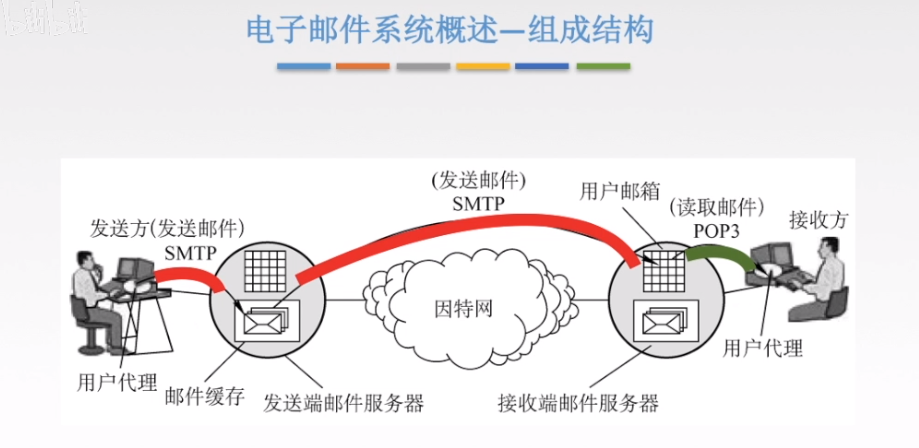 电子邮件系统概述—组成结构
(发送邮件)
SMTP
用户邮箱
(读取邮件)
POP3
接收方
发送方(发送邮件)
SMTP
因特网
用户代理
邮件缓存
发送端邮件服务器
接收端邮件服务器
用户代理